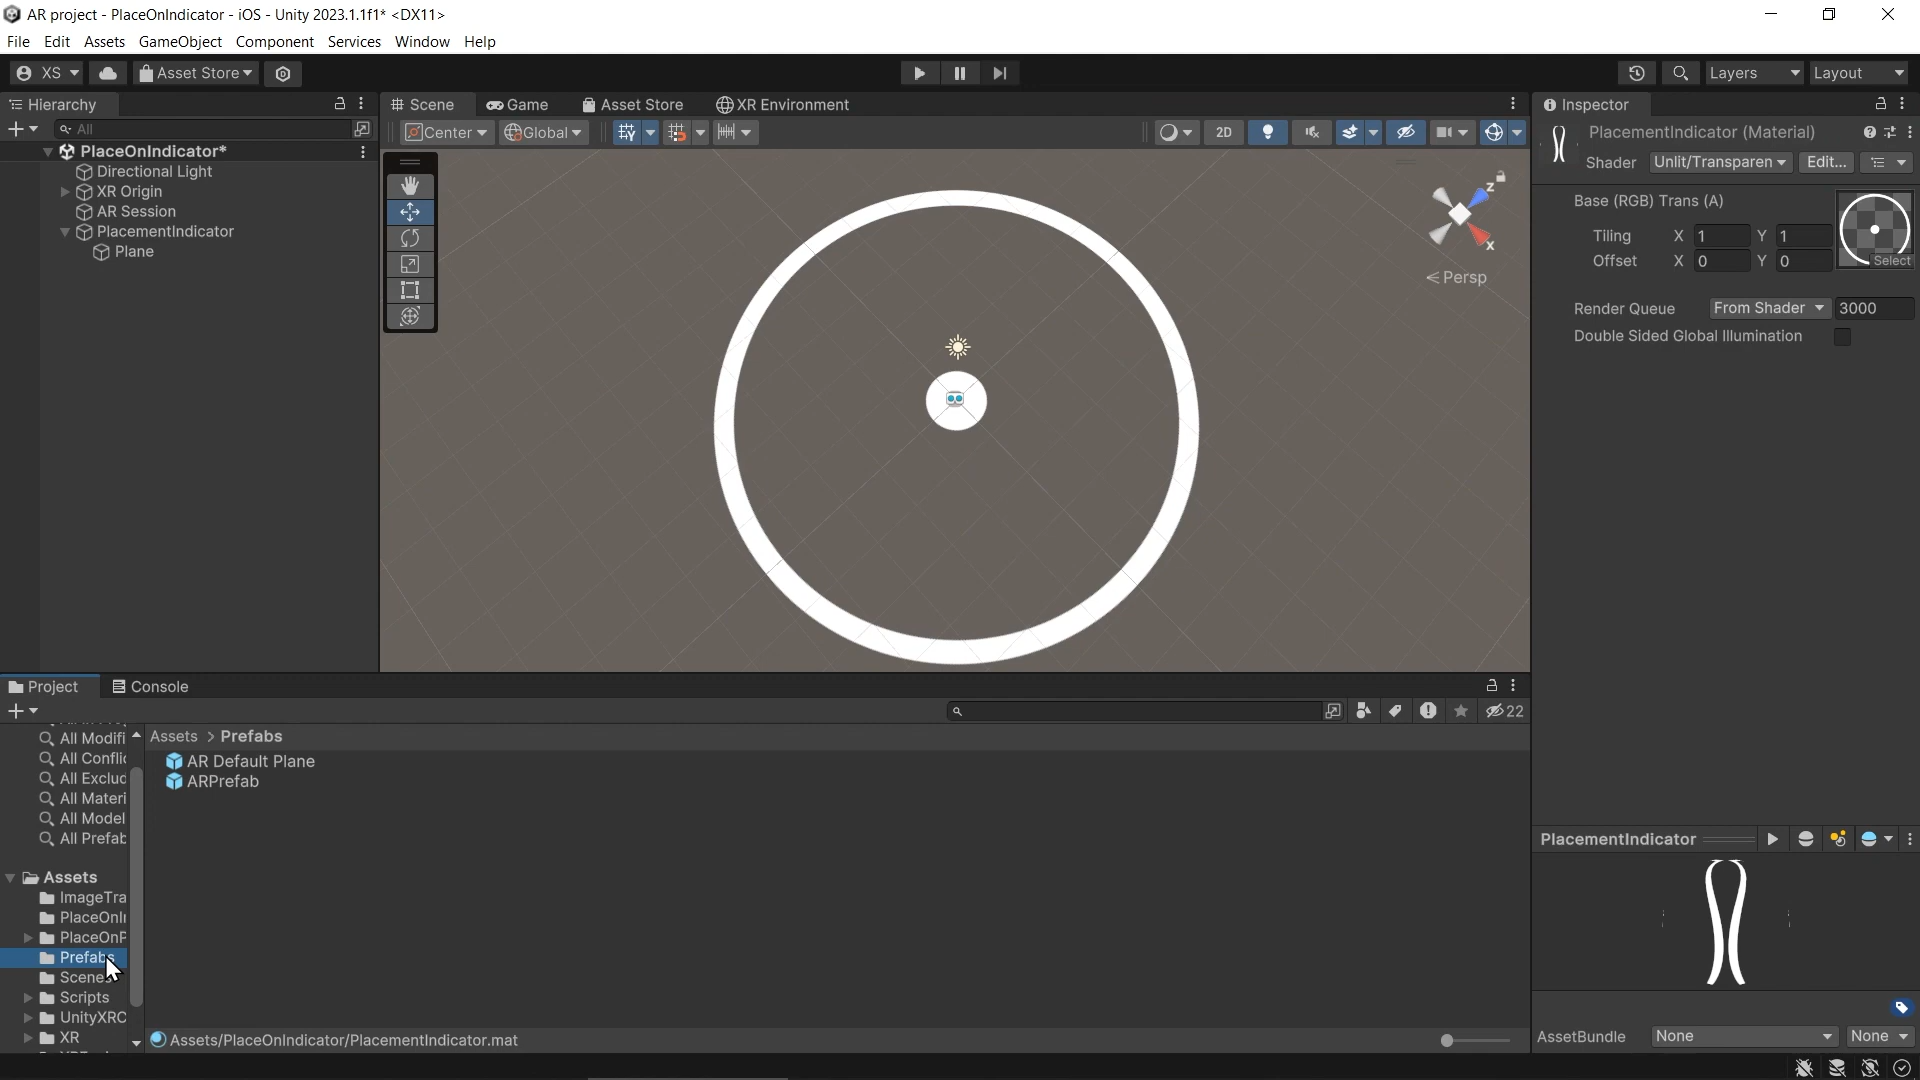 AR project - PlaceOnIndicator - iOS - Unity 2023.1.1f1* <DX11>
File Edit Assets GameObject Component Services Window Help
XS Asset Store Layers Layout
Hierarchy Scene Game Asset Store XR Environment Inspector
All Center Global 2D PlacementIndicator (Material)
PlaceOnIndicator* Shader Unlit/Transparen Edit...
Directional Light
XR Origin
AR Session
PlacementIndicator
Plane
z
x
< Persp
Base (RGB) Trans (A)
Tiling X 1 Y 1
Offset X 0 Y 0 Select
Render Queue From Shader 3000
Double Sided Global Illumination
Project Console
22
All Modifi
All Conflic
All Exclud
All Materi
All Model
All Prefab
Assets
ImageTra
PlaceOnIn
PlaceOnP
Prefabs
Scenes
Scripts
UnityXRC
XR
Assets > Prefabs
AR Default Plane
ARPrefab
Assets/PlaceOnIndicator/PlacementIndicator.mat
PlacementIndicator
AssetBundle None None